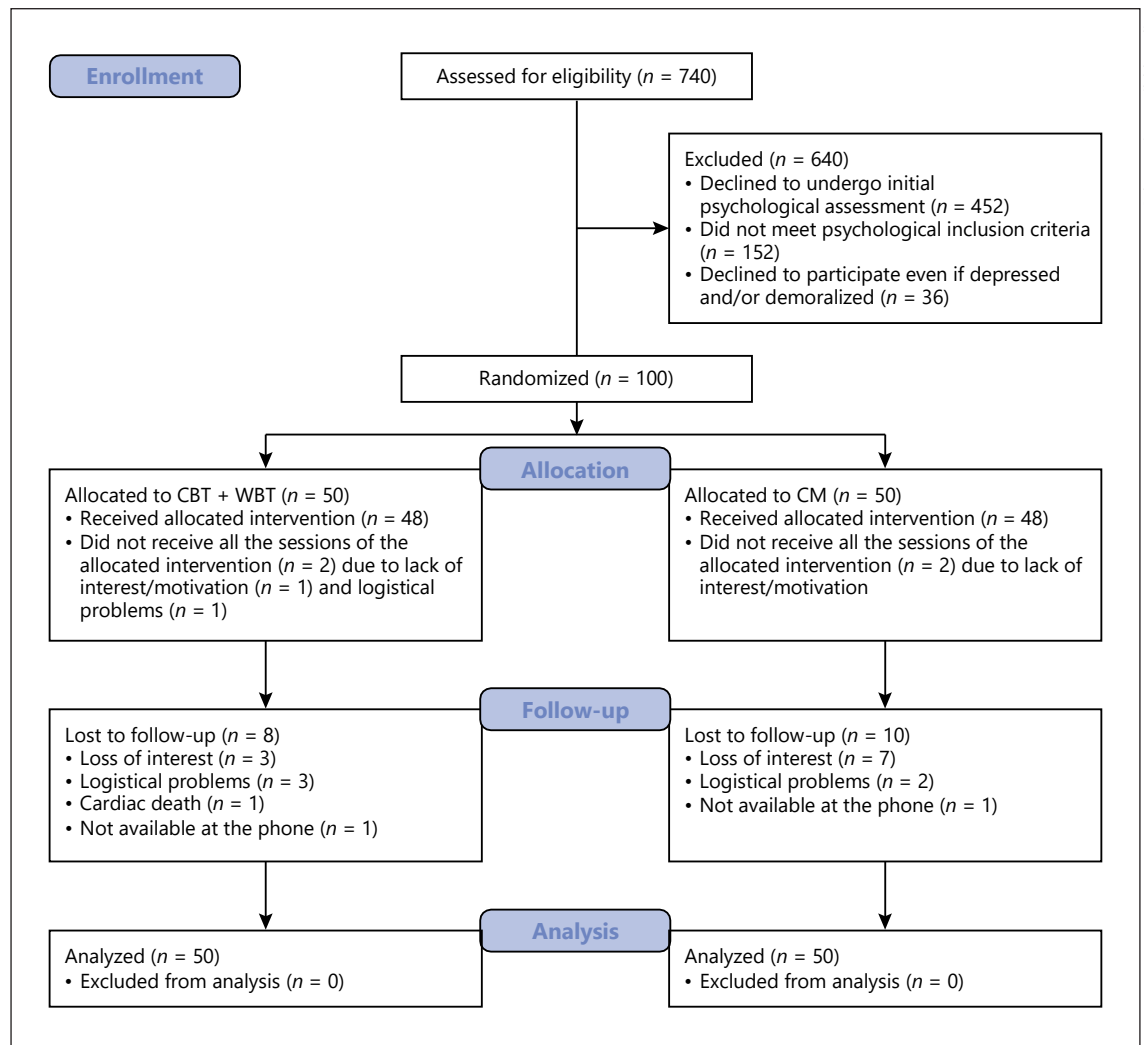 Enrollment
Assessed for eligibility (n = 740)
Excluded (n = 640)
• Declined to undergo initial
psychological assessment (n = 452)
• Did not meet psychological inclusion criteria
(n = 152)
• Declined to participate even if depressed
and/or demoralized (n = 36)
Randomized (n = 100)
Allocation
Allocated to CBT + WBT (n = 50)
• Received allocated intervention (n = 48)
• Did not receive all the sessions of the
allocated intervention (n = 2) due to lack of
interest/motivation (n = 1) and logistical
problems (n = 1)
Allocated to CM (n = 50)
• Received allocated intervention (n = 48)
• Did not receive all the sessions of the
allocated intervention (n = 2) due to lack of
interest/motivation
Follow-up
Lost to follow-up (n = 8)
• Loss of interest (n = 3)
• Logistical problems (n = 3)
• Cardiac death (n = 1)
• Not available at the phone (n = 1)
Lost to follow-up (n = 10)
• Loss of interest (n = 7)
• Logistical problems (n = 2)
• Not available at the phone (n = 1)
Analysis
Analyzed (n = 50)
• Excluded from analysis (n = 0)
Analyzed (n = 50)
• Excluded from analysis (n = 0)